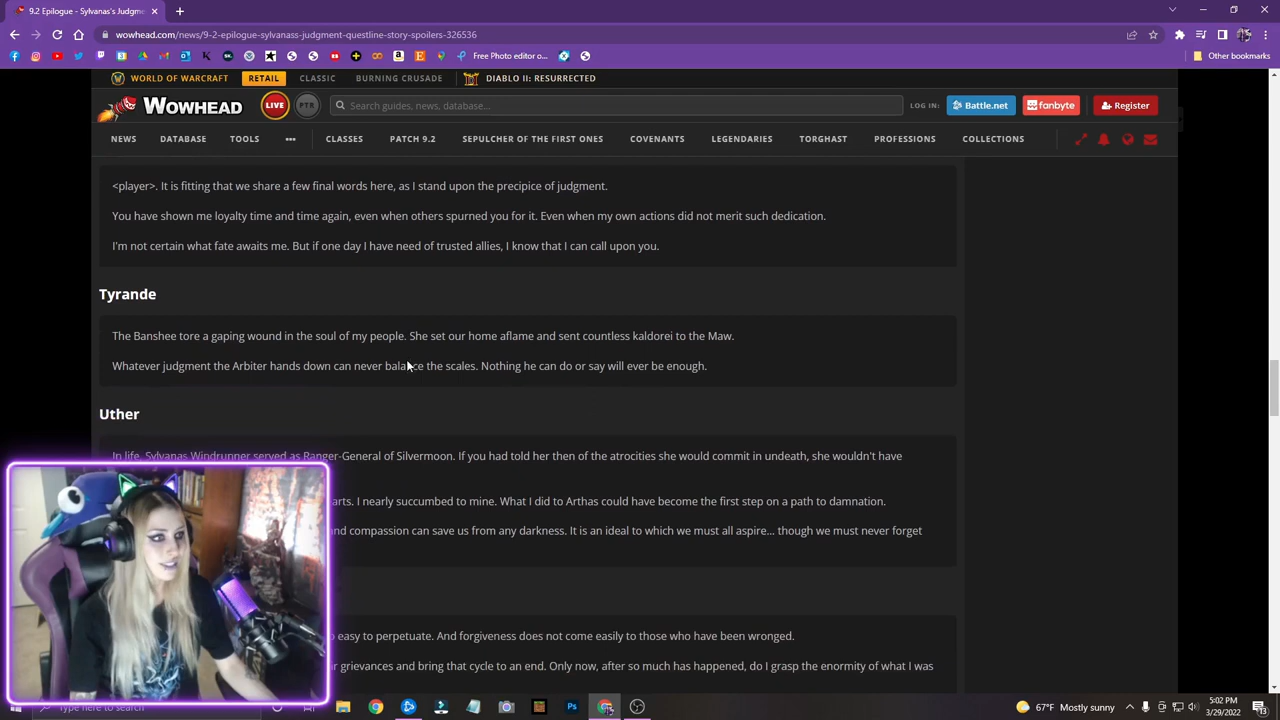 9.2 Epilogue - Sylvanas's Judgm
wowhead.com/news/9-2-epilogue-sylvanass-judgment-questline-story-spoilers-326536
Free Photo editor o...
Other bookmarks
WORLD OF WARCRAFT RETAIL CLASSIC BURNING CRUSADE DIABLO II: RESURRECTED
WOWHEAD LIVE PTR Search guides, news, database... LOG IN: Battle.net fanbyte Register
NEWS DATABASE TOOLS ••• CLASSES PATCH 9.2 SEPULCHER OF THE FIRST ONES COVENANTS LEGENDARIES TORGHAST PROFESSIONS COLLECTIONS
<player>. It is fitting that we share a few final words here, as I stand upon the precipice of judgment.
You have shown me loyalty time and time again, even when others spurned you for it. Even when my own actions did not merit such dedication.
I'm not certain what fate awaits me. But if one day I have need of trusted allies, I know that I can call upon you.
Tyrande
The Banshee tore a gaping wound in the soul of my people. She set our home aflame and sent countless kaldorei to the Maw.
Whatever judgment the Arbiter hands down can never balance the scales. Nothing he can do or say will ever be enough.
Uther
In life, Sylvanas Windrunner served as Ranger-General of Silvermoon. If you had told her then of the atrocities she would commit in undeath, she wouldn't have
arts. I nearly succumbed to mine. What I did to Arthas could have become the first step on a path to damnation.
nd compassion can save us from any darkness. It is an ideal to which we must all aspire... though we must never forget
easy to perpetuate. And forgiveness does not come easily to those who have been wronged.
grievances and bring that cycle to an end. Only now, after so much has happened, do I grasp the enormity of what I was
Type here to search
67°F Mostly sunny
5:02 PM
3/29/2022